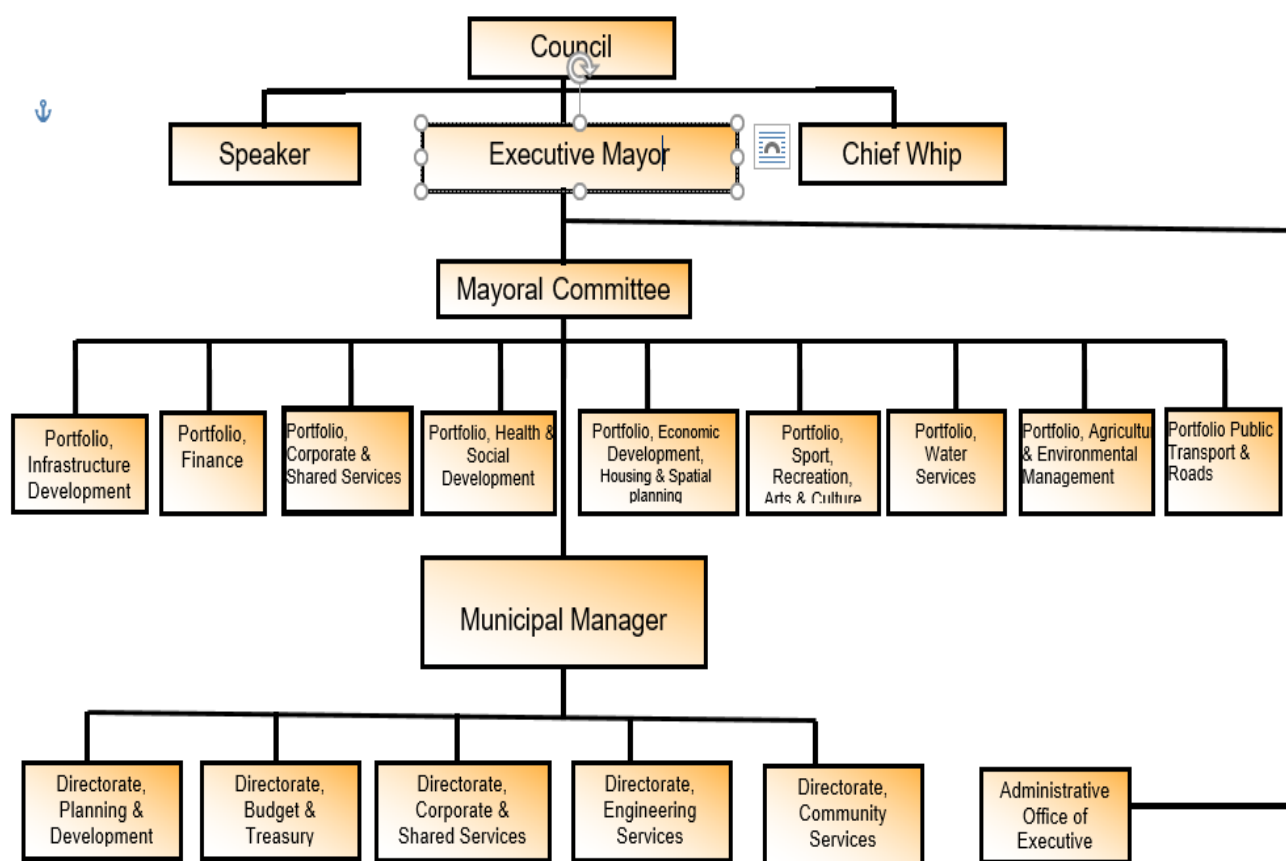 Council
Speaker
Executive Mayor
Chief Whip
Mayoral Committee
Portfolio,
Infrastructure
Development
Portfolio,
Finance
Portfolio,
Corporate &
Shared Services
Portfolio, Health &
Social
Development
Portfolio, Economic
Development,
Housing & Spatial
planning
Portfolio,
Sport,
Recreation,
Arts & Culture
Portfolio,
Water
Services
Portfolio, Agricultu
& Environmental
Management
Portfolio Public
Transport &
Roads
Municipal Manager
Directorate,
Planning &
Development
Directorate,
Budget &
Treasury
Directorate,
Corporate &
Shared Services
Directorate,
Engineering
Services
Directorate,
Community
Services
Administrative
Office of
Executive